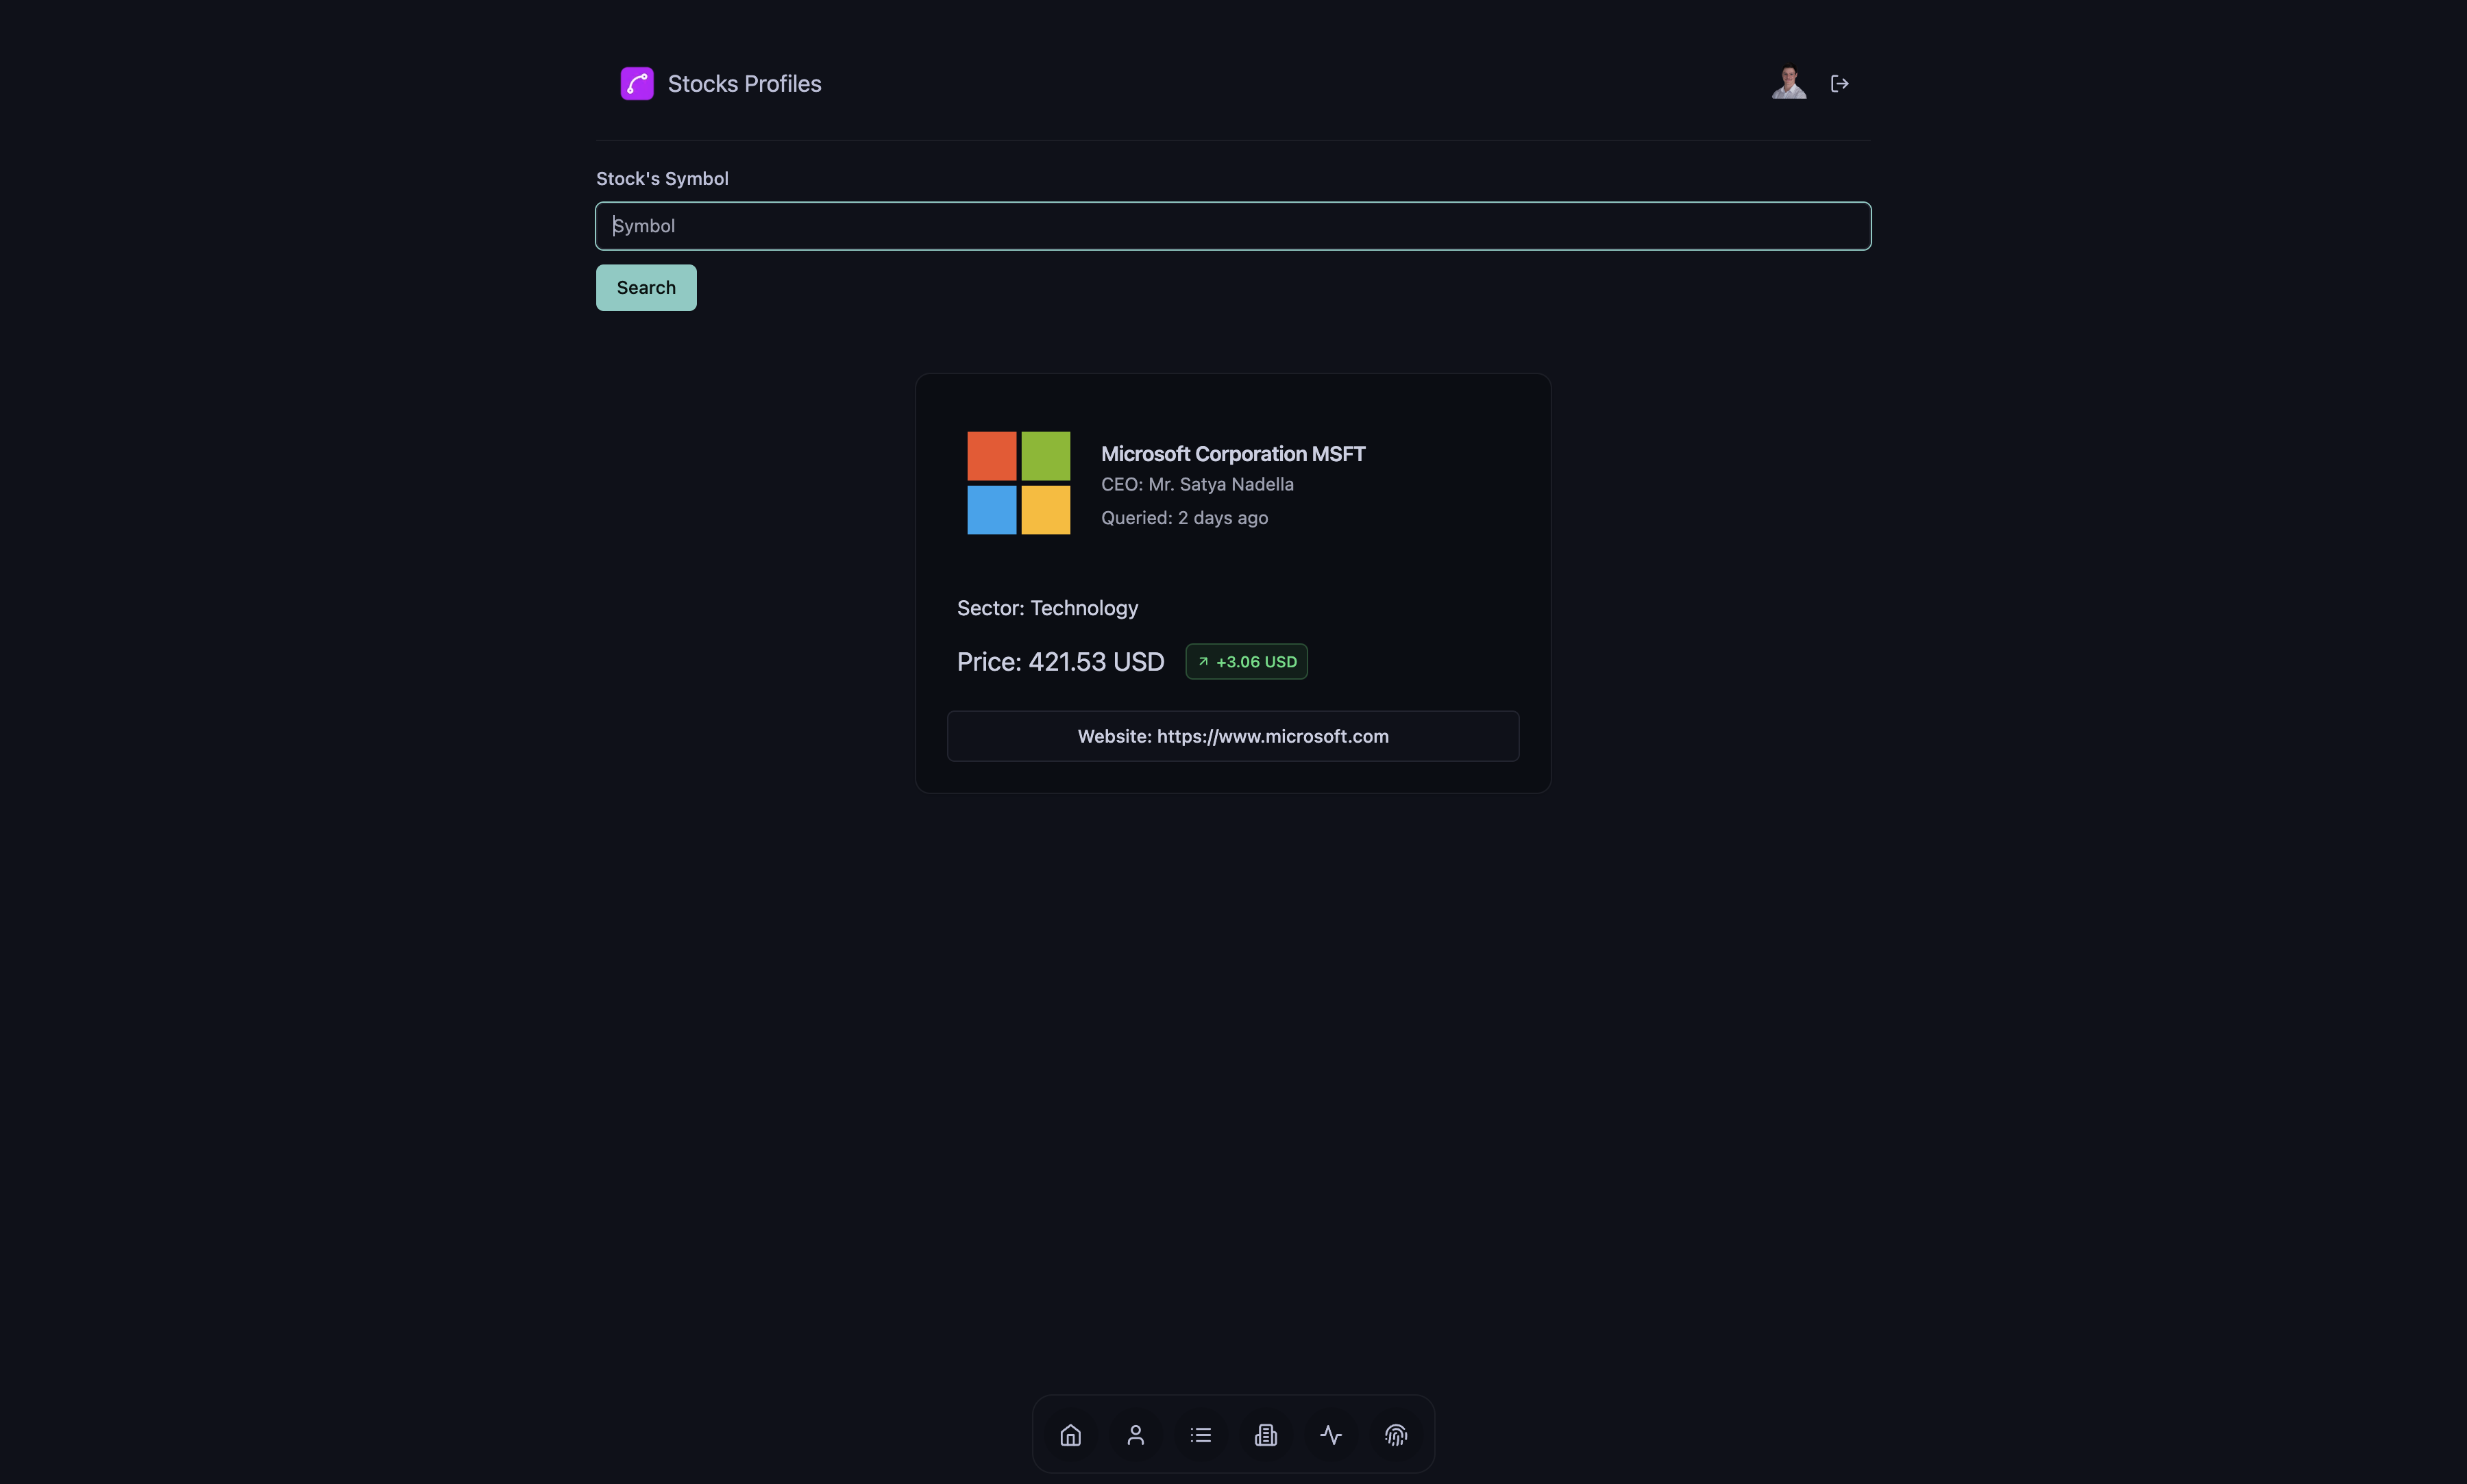 Stocks Profiles
Stock's Symbol
Symbol
Search
Microsoft Corporation MSFT
CEO: Mr. Satya Nadella
Queried: 2 days ago
Sector: Technology
Price: 421.53 USD
+3.06 USD
Website: https://www.microsoft.com